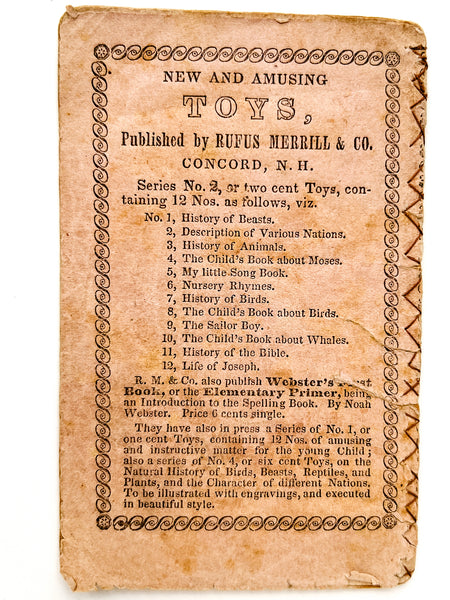 NEW AND AMUSING
TOYS,
Published by RUFUS MERRILL & CO.
CONCORD, N. H.
Series No. 2, or two cent Toys, con-
taining 12 Nos. as follows, viz.
No. 1, History of Beasts.
2, Description of Various Nations.
3, History of Animals.
4, The Child's Book about Moses.
5, My little Song Book.
6, Nursery Rhymes.
7, History of Birds.
8, The Child's Book about Birds.
9, The Sailor Boy.
10, The Child's Book about Whales.
11, History of the Bible.
12, Life of Joseph.
R. M. & Co. also publish Webster's
Book, or the Elementary Primer, being
an Introduction to the Spelling Book. By Noah
Webster. Price 6 cents single.
They have also in press a Series of No. 1, or
one cent Toys, containing 12 Nos. of amusing
and instructive matter for the young Child;
also a series of No. 4, or six cent Toys, on the
Natural History of Birds, Beasts, Reptiles, and
Plants, and the Character of different Nations.
To be illustrated with engravings, and executed
in beautiful style.